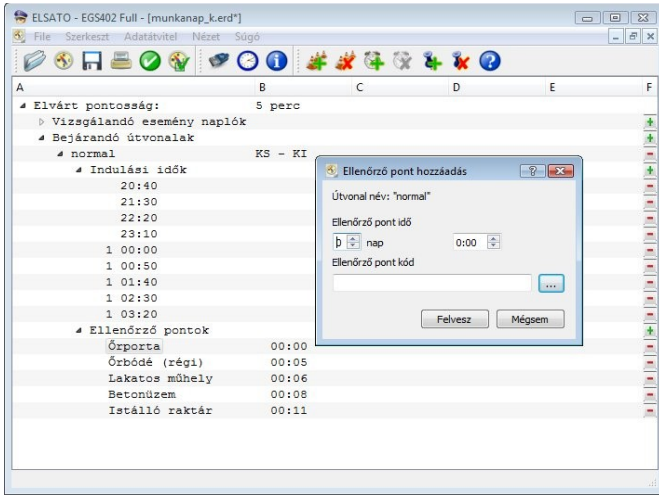 ELSATO - EGS402 Full - [munkanap_k.erd*]
File Szerkeszt Adatátvitel Nézet Súgó
A B C D E F
Elvárt pontosság: 5 perc
Vizsgálandó esemény naplók
Bejárandó útvonalak
normal KS - KI
Indulási idők
20:40
21:30
22:20
23:10
1 00:00
1 00:50
1 01:40
1 02:30
1 03:20
Ellenőrző pontok
Őrporta 00:00
Őrbódé (régi) 00:05
Lakatos műhely 00:06
Betonüzem 00:08
Istálló raktár 00:11
Ellenőrző pont hozzáadás
Útvonal név: "normal"
Ellenőrző pont idő
0 nap 0:00
Ellenőrző pont kód
...
Felvesz Mégsem